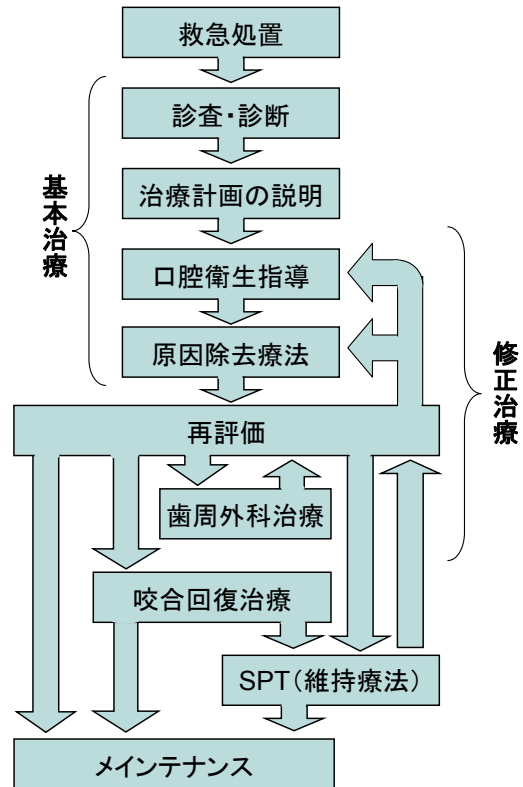 救急処置
診査・診断
治療計画の説明
口腔衛生指導
原因除去療法
再評価
歯周外科治療
咬合回復治療
SPT(維持療法)
メインテナンス
基本治療
修正治療